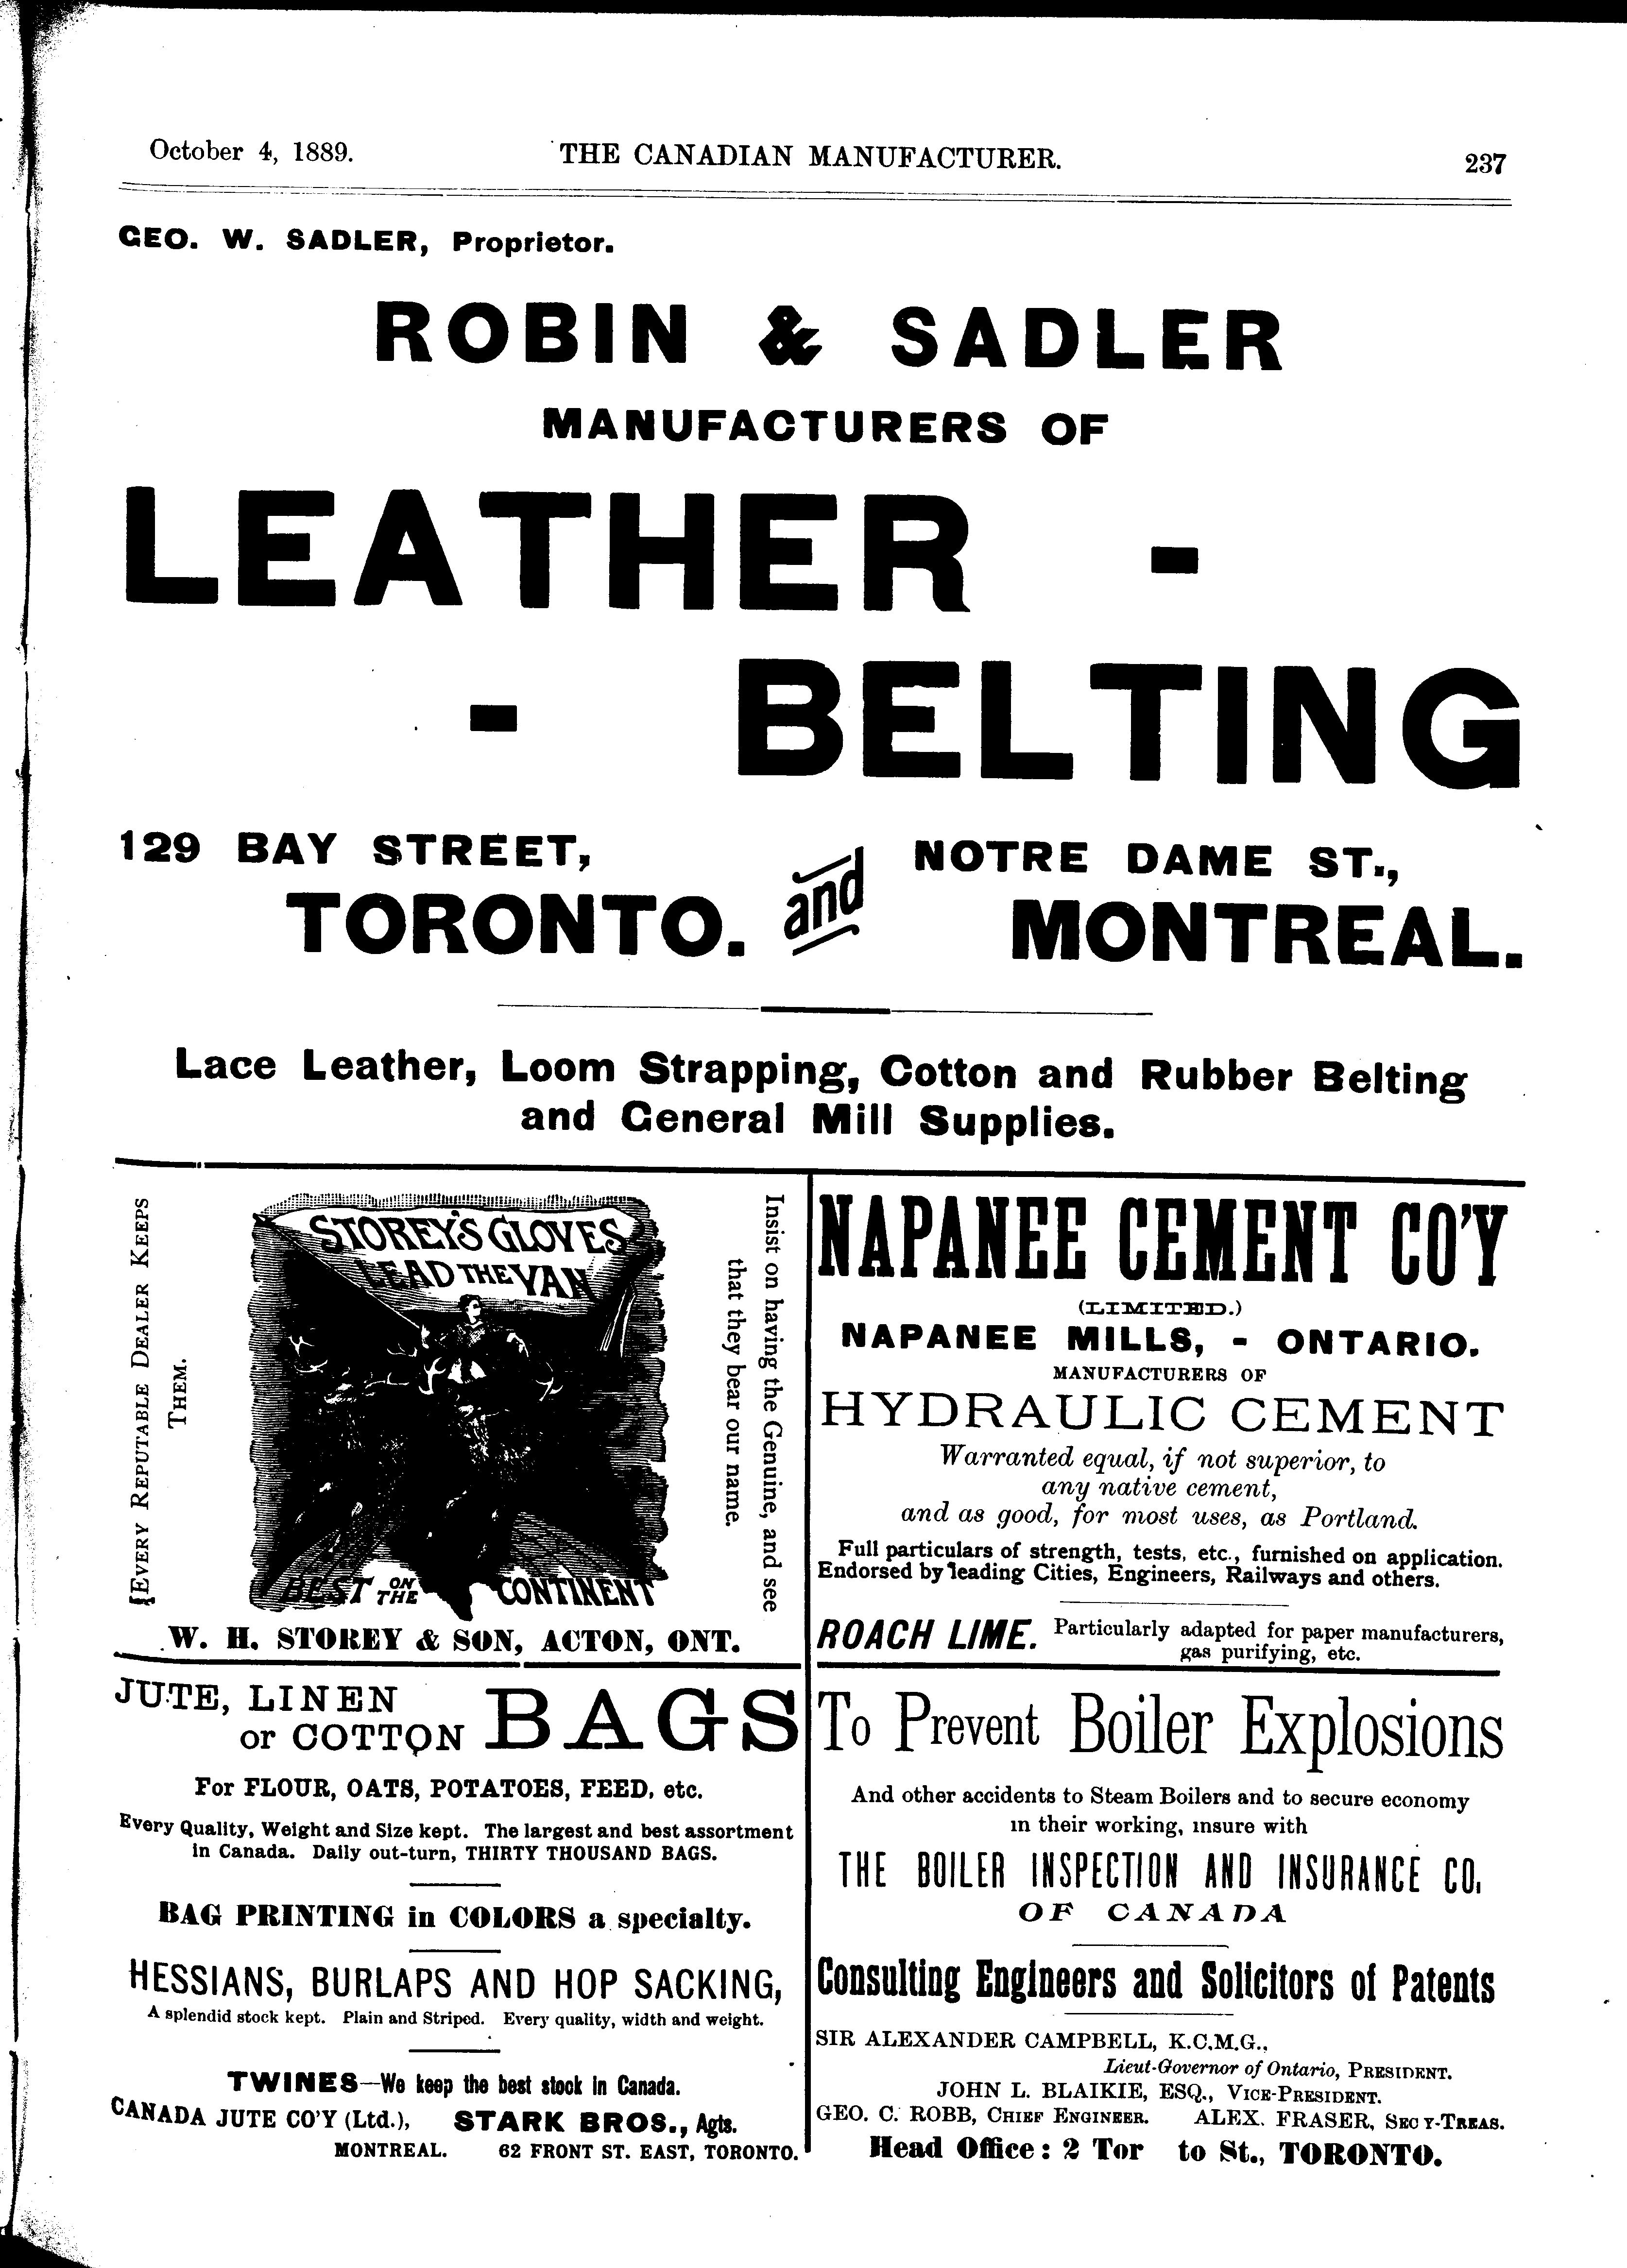 October 4, 1889.
THE CANADIAN MANUFACTURER.
237
GEO. W. SADLER, Proprietor.
ROBIN & SADLER
MANUFACTURERS OF
LEATHER -
- BELTING
129 BAY STREET,
TORONTO.
and
NOTRE DAME ST.,
MONTREAL.
Lace Leather, Loom Strapping, Cotton and Rubber Belting
and General Mill Supplies.
EVERY REPUTABLE DEALER KEEPS
THEM.
STOREY'S GLOVES
LEAD THE VAN
BEST ON THE CONTINENT
Insist on having the Genuine, and see
that they bear our name.
W. H. STOREY & SON, ACTON, ONT.
NAPANEE CEMENT CO'Y
(LIMITED.)
NAPANEE MILLS, - ONTARIO.
MANUFACTURERS OF
HYDRAULIC CEMENT
Warranted equal, if not superior, to
any native cement,
and as good, for most uses, as Portland.
Full particulars of strength, tests, etc., furnished on application.
Endorsed by leading Cities, Engineers, Railways and others.
ROACH LIME. Particularly adapted for paper manufacturers,
gas purifying, etc.
JUTE, LINEN
or COTTON BAGS
For FLOUR, OATS, POTATOES, FEED, etc.
Every Quality, Weight and Size kept. The largest and best assortment
in Canada. Daily out-turn, THIRTY THOUSAND BAGS.
BAG PRINTING in COLORS a specialty.
HESSIANS, BURLAPS AND HOP SACKING,
A splendid stock kept. Plain and Striped. Every quality, width and weight.
TWINES—We keep the best stock in Canada.
CANADA JUTE CO'Y (Ltd.), STARK BROS., Agts.
MONTREAL. 62 FRONT ST. EAST, TORONTO.
To Prevent Boiler Explosions
And other accidents to Steam Boilers and to secure economy
in their working, insure with
THE BOILER INSPECTION AND INSURANCE CO.
OF CANADA
Consulting Engineers and Solicitors of Patents
SIR ALEXANDER CAMPBELL, K.C.M.G.,
Lieut-Governor of Ontario, PRESIDENT.
JOHN L. BLAIKIE, ESQ., VICE-PRESIDENT.
GEO. C. ROBB, CHIEF ENGINEER. ALEX. FRASER, SEC Y-TREAS.
Head Office: 2 Tor to St., TORONTO.